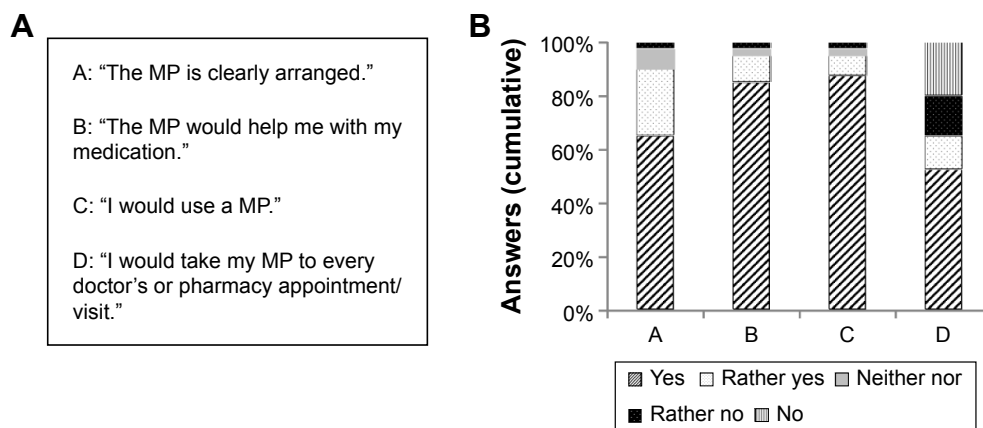 A
A: “The MP is clearly arranged.”
B: “The MP would help me with my
medication.”
C: “I would use a MP.”
D: “I would take my MP to every
doctor’s or pharmacy appointment/
visit.”
B
Answers (cumulative)
100%
80%
60%
40%
20%
0%
A B C D
Yes Rather yes Neither nor
Rather no No